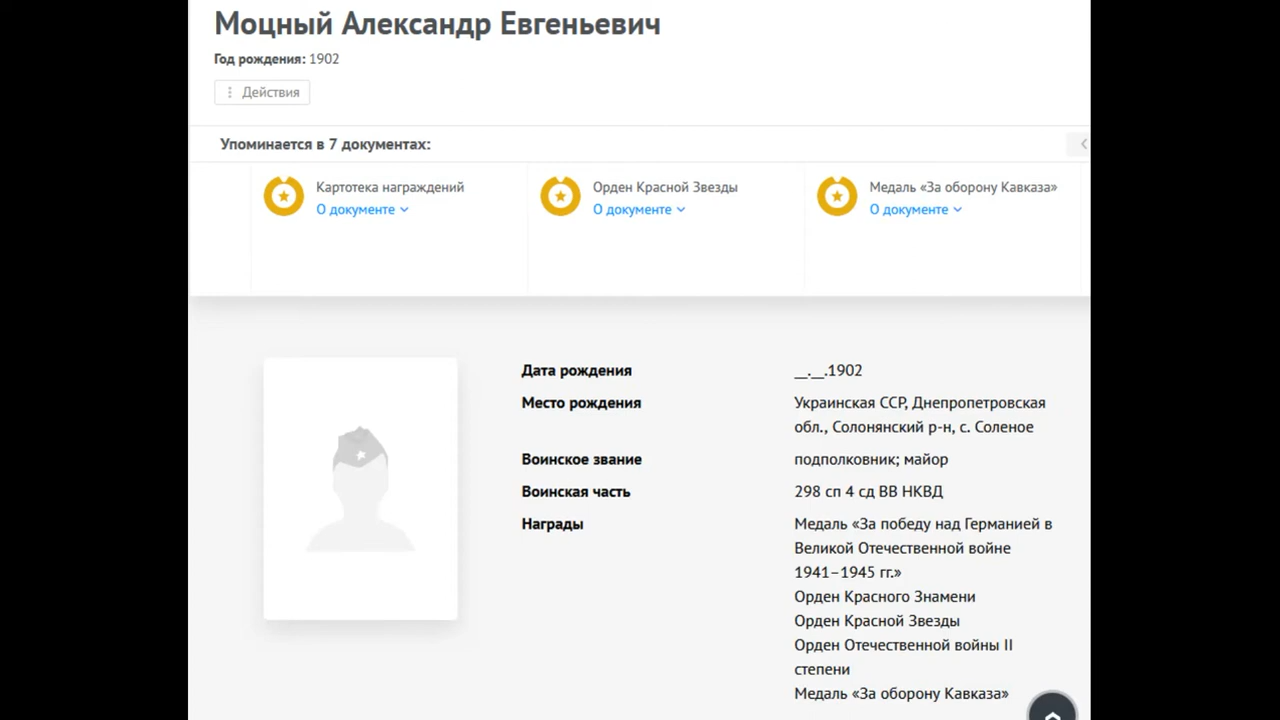 Моцный Александр Евгеньевич
Год рождения: 1902
Действия
Упоминается в 7 документах:
Картотека награждений
О документе
Орден Красной Звезды
О документе
Медаль «За оборону Кавказа»
О документе
Дата рождения
__.__.1902
Место рождения
Украинская ССР, Днепропетровская
обл., Солонянский р-н, с. Соленое
Воинское звание
подполковник; майор
Воинская часть
298 сп 4 сд ВВ НКВД
Награды
Медаль «За победу над Германией в
Великой Отечественной войне
1941–1945 гг.»
Орден Красного Знамени
Орден Красной Звезды
Орден Отечественной войны II
степени
Медаль «За оборону Кавказа»